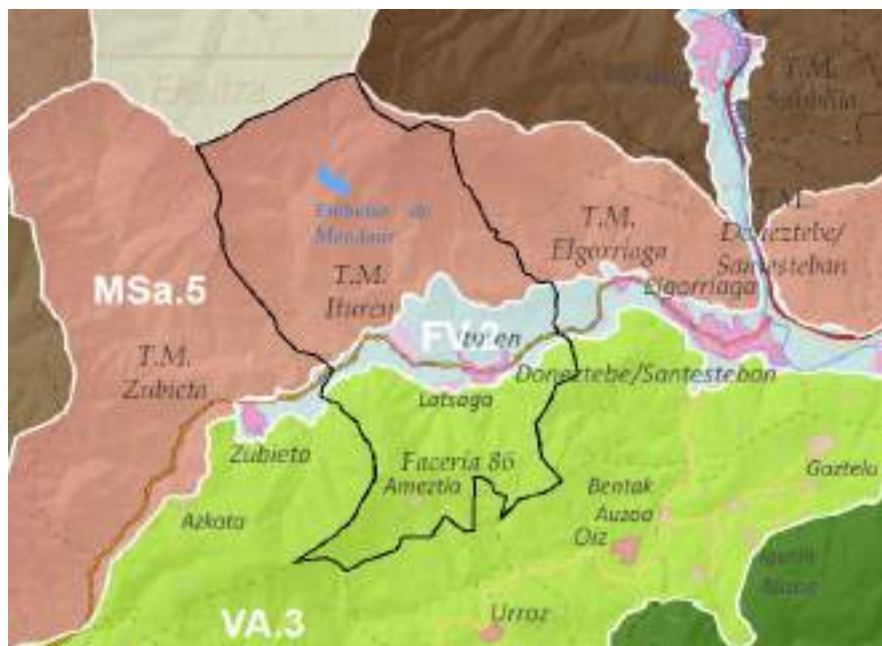 T.M.
T.M.
T.M.
Elgorriaga
Doneztebe/
Santesteban
Elgorriaga
Embalse de
Mendaur
T.M.
Ituren
MSa.5
FV.2
Ituren
T.M.
Zubieta
Doneztebe/Santesteban
Latsaga
Zubieta
Facería 86
Ameztia
Gaztelu
Bentak
Auzoa
Azkota
Oiz
Urroz
VA.3